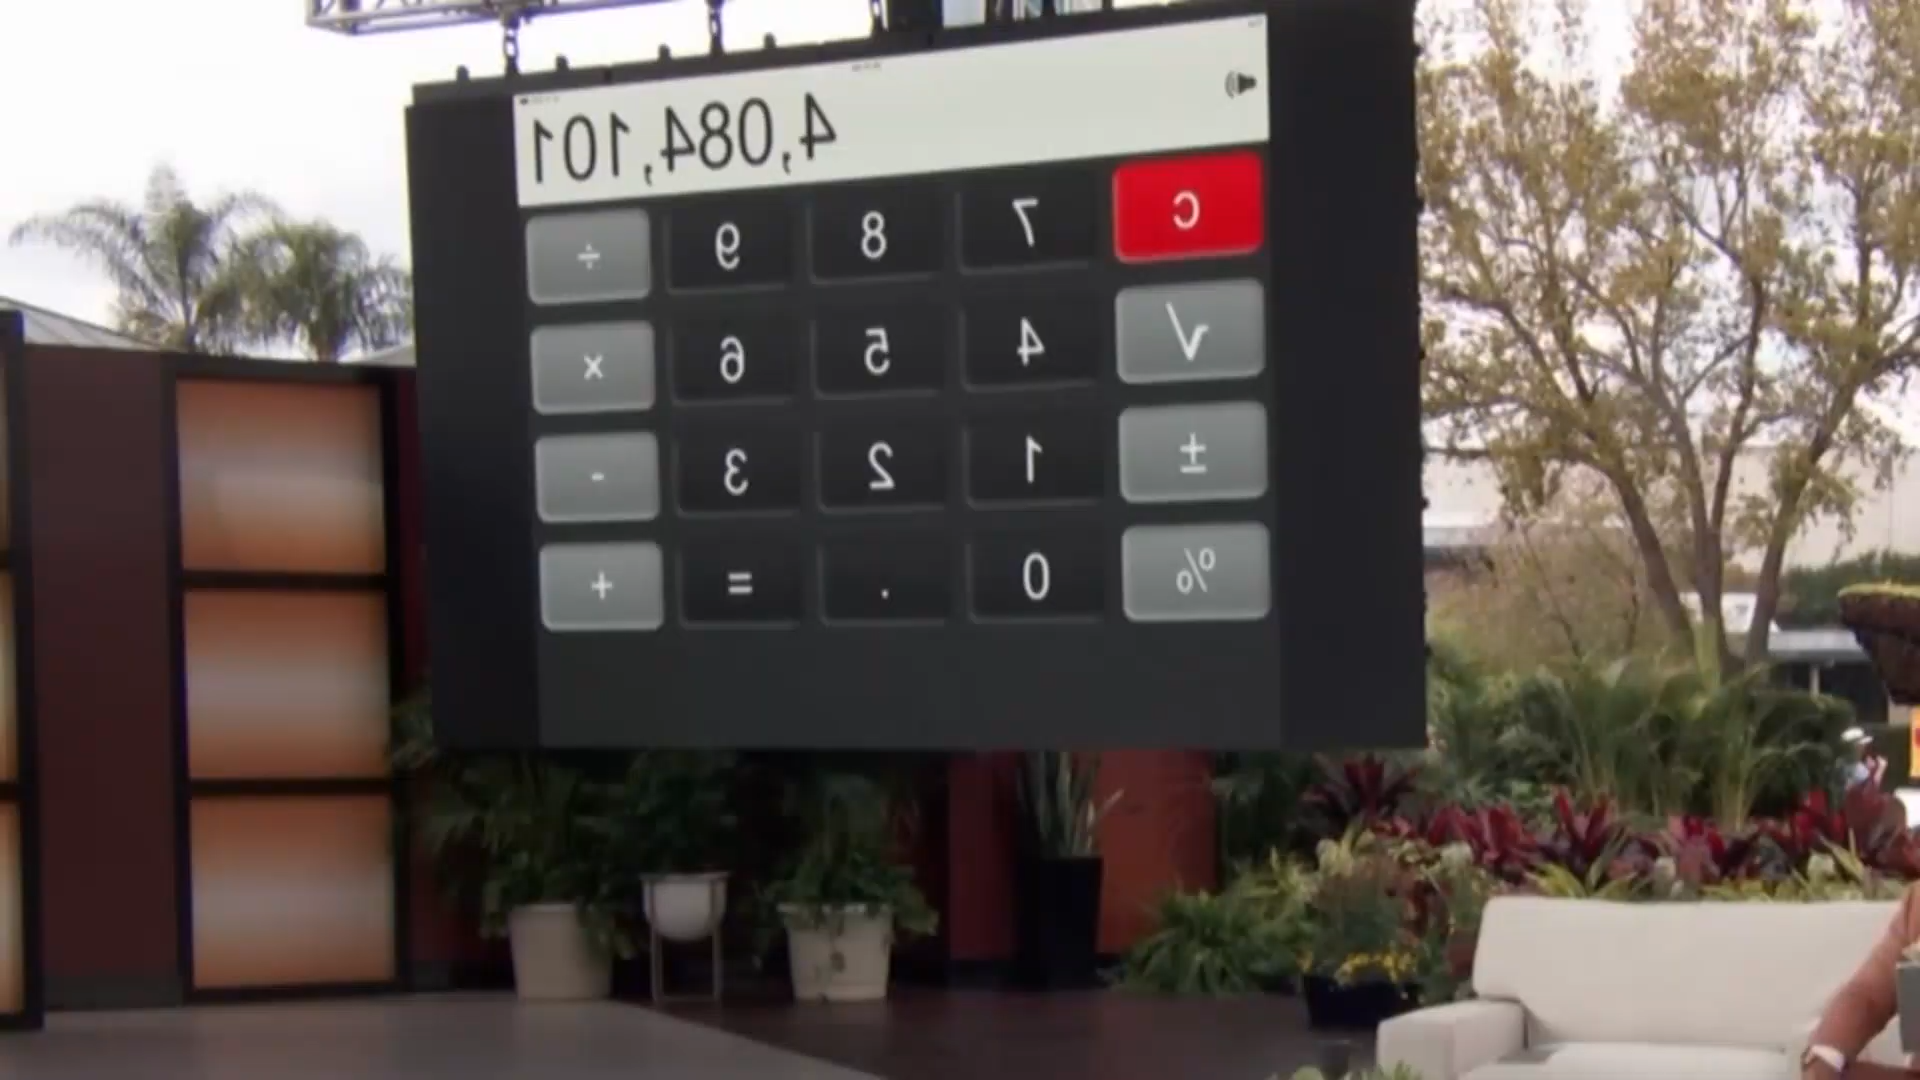 4,084,101
C 7 8 9 ÷
√ 4 5 6 ×
± 1 2 3 -
% 0 . = +